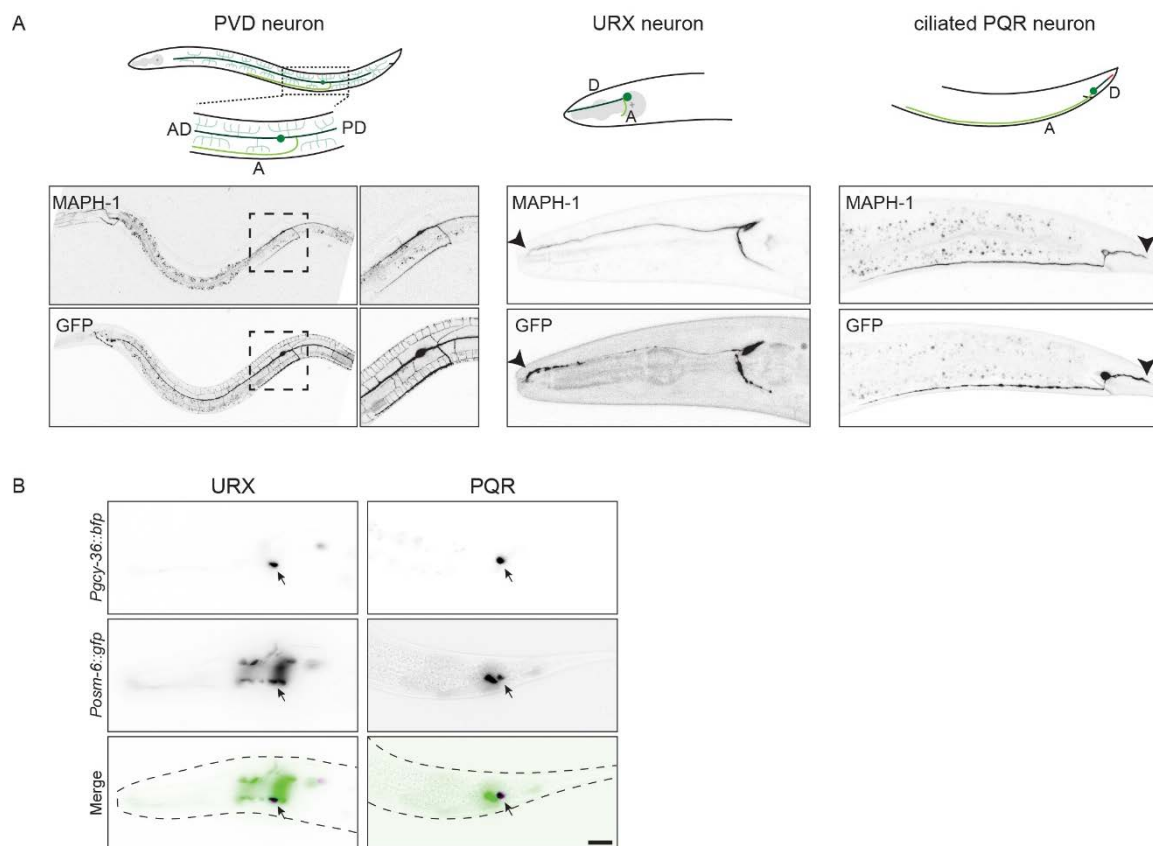 A
PVD neuron
URX neuron
ciliated PQR neuron
AD
PD
A
D
A
D
A
MAPH-1
MAPH-1
MAPH-1
GFP
GFP
GFP
B
URX
PQR
Pgcy-36::bfp
Posm-6::gfp
Merge